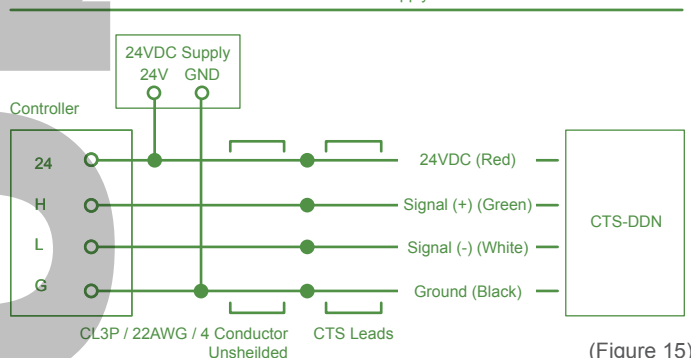 24VDC Supply
24V GND
Controller
24
H
L
G
24VDC (Red)
Signal (+) (Green)
Signal (-) (White)
Ground (Black)
CTS-DDN
CL3P / 22AWG / 4 Conductor
Unsheilded
CTS Leads
(Figure 15)